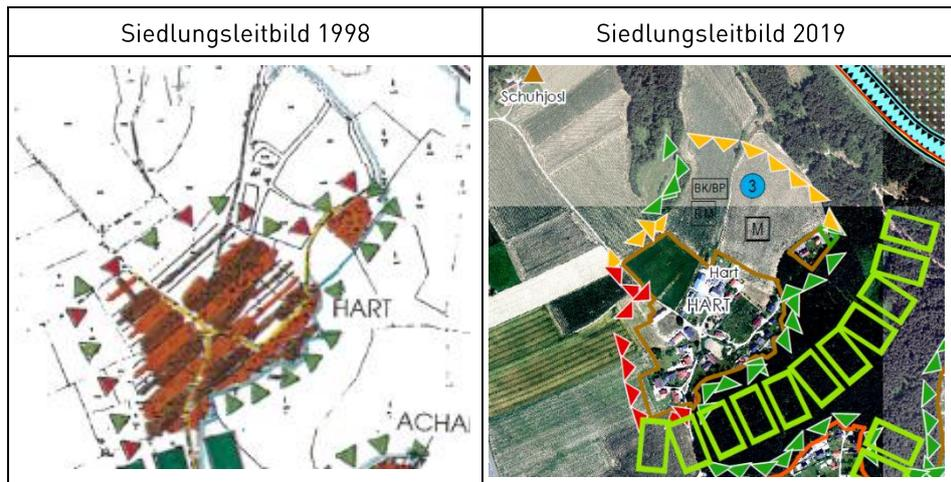 Siedlungsleitbild 1998
Siedlungsleitbild 2019
HART
ACHA
Schuhjosl
BK/BP
3
M
Hart
HART